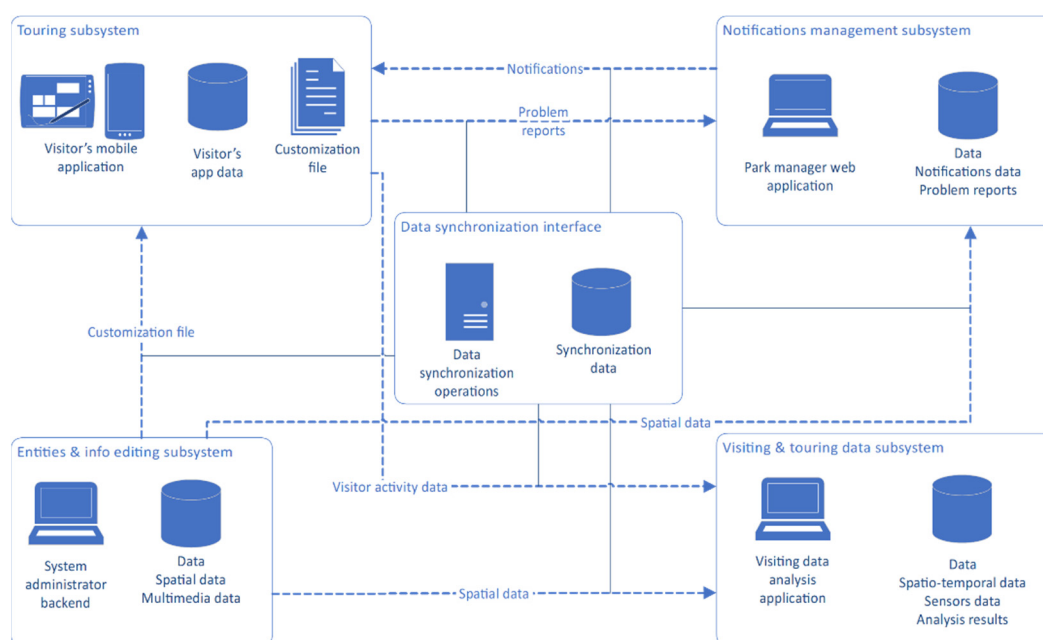 Touring subsystem
Visitor's mobile
application
Visitor's
app data
Customization
file
Notifications
Problem
reports
Notifications management subsystem
Park manager web
application
Data
Notifications data
Problem reports
Data synchronization interface
Data
synchronization
operations
Synchronization
data
Customization file
Spatial data
Entities & info editing subsystem
System
administrator
backend
Data
Spatial data
Multimedia data
Visitor activity data
Spatial data
Visiting & touring data subsystem
Visiting data
analysis
application
Data
Spatio-temporal data
Sensors data
Analysis results